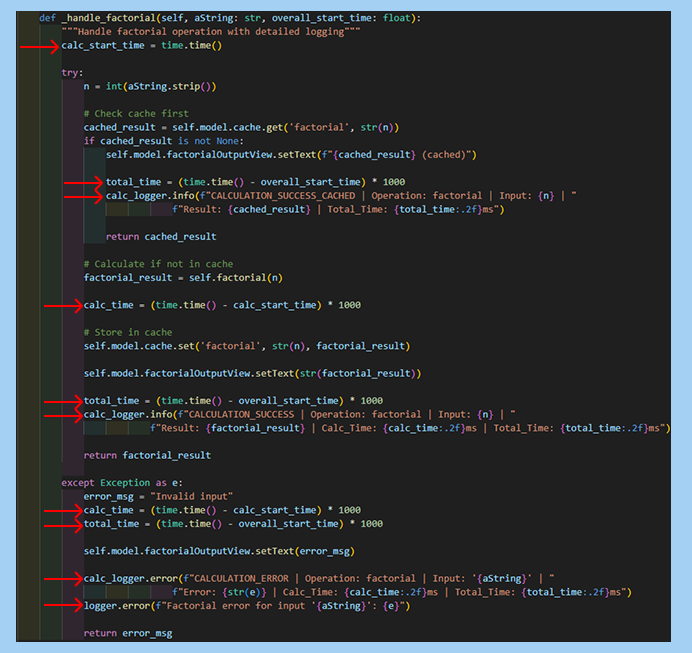 def _handle_factorial(self, aString: str, overall_start_time: float):
"""Handle factorial operation with detailed logging"""
calc_start_time = time.time()
try:
n = int(aString.strip())
# Check cache first
cached_result = self.model.cache.get('factorial', str(n))
if cached_result is not None:
self.model.factorialOutputView.setText(f"{cached_result} (cached)")
total_time = (time.time() - overall_start_time) * 1000
calc_logger.info(f"CALCULATION_SUCCESS_CACHED | Operation: factorial | Input: {n} | "
f"Result: {cached_result} | Total_Time: {total_time:.2f}ms")
return cached_result
# Calculate if not in cache
factorial_result = self.factorial(n)
calc_time = (time.time() - calc_start_time) * 1000
# Store in cache
self.model.cache.set('factorial', str(n), factorial_result)
self.model.factorialOutputView.setText(str(factorial_result))
total_time = (time.time() - overall_start_time) * 1000
calc_logger.info(f"CALCULATION_SUCCESS | Operation: factorial | Input: {n} | "
f"Result: {factorial_result} | Calc_Time: {calc_time:.2f}ms | Total_Time: {total_time:.2f}ms")
return factorial_result
except Exception as e:
error_msg = "Invalid input"
calc_time = (time.time() - calc_start_time) * 1000
total_time = (time.time() - overall_start_time) * 1000
self.model.factorialOutputView.setText(error_msg)
calc_logger.error(f"CALCULATION_ERROR | Operation: factorial | Input: '{aString}' | "
f"Error: {str(e)} | Calc_Time: {calc_time:.2f}ms | Total_Time: {total_time:.2f}ms")
logger.error(f"Factorial error for input '{aString}': {e}")
return error_msg